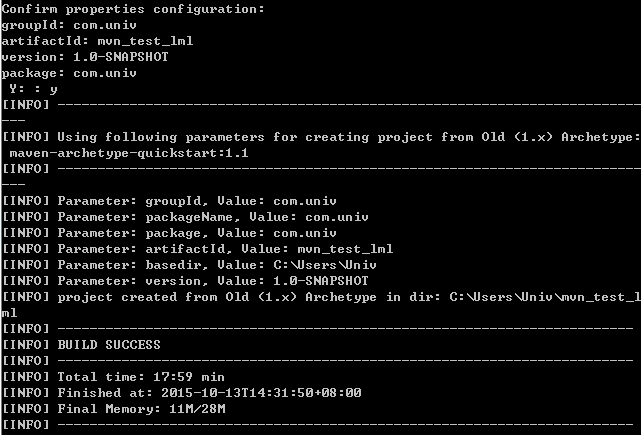 Confirm properties configuration:
groupId: com.univ
artifactId: mvn_test_lml
version: 1.0-SNAPSHOT
package: com.univ
 Y: : y
[INFO] ------------------------------------------------------------------------
---
[INFO] Using following parameters for creating project from Old (1.x) Archetype:
 maven-archetype-quickstart:1.1
[INFO] ------------------------------------------------------------------------
---
[INFO] Parameter: groupId, Value: com.univ
[INFO] Parameter: packageName, Value: com.univ
[INFO] Parameter: package, Value: com.univ
[INFO] Parameter: artifactId, Value: mvn_test_lml
[INFO] Parameter: basedir, Value: C:\Users\Univ
[INFO] Parameter: version, Value: 1.0-SNAPSHOT
[INFO] project created from Old (1.x) Archetype in dir: C:\Users\Univ\mvn_test_l
ml
[INFO] ------------------------------------------------------------------------
[INFO] BUILD SUCCESS
[INFO] ------------------------------------------------------------------------
[INFO] Total time: 17:59 min
[INFO] Finished at: 2015-10-13T14:31:50+08:00
[INFO] Final Memory: 11M/28M
[INFO] ------------------------------------------------------------------------